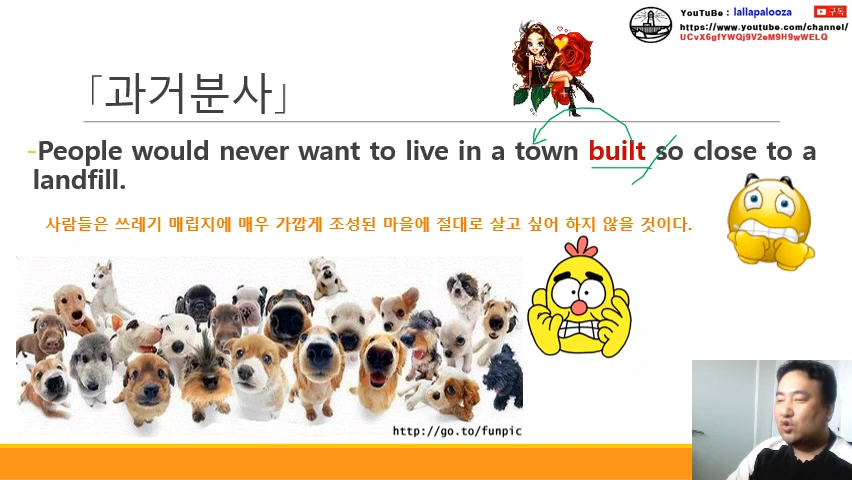 YouTuBe : lallapalooza 구독
https://www.youtube.com/channel/
UCvX6gfYWQj9V2eM9H9wWELQ
「과거분사」
-People would never want to live in a town built so close to a
landfill.
사람들은 쓰레기 매립지에 매우 가깝게 조성된 마을에 절대로 살고 싶어 하지 않을 것이다.
http://go.to/funpic